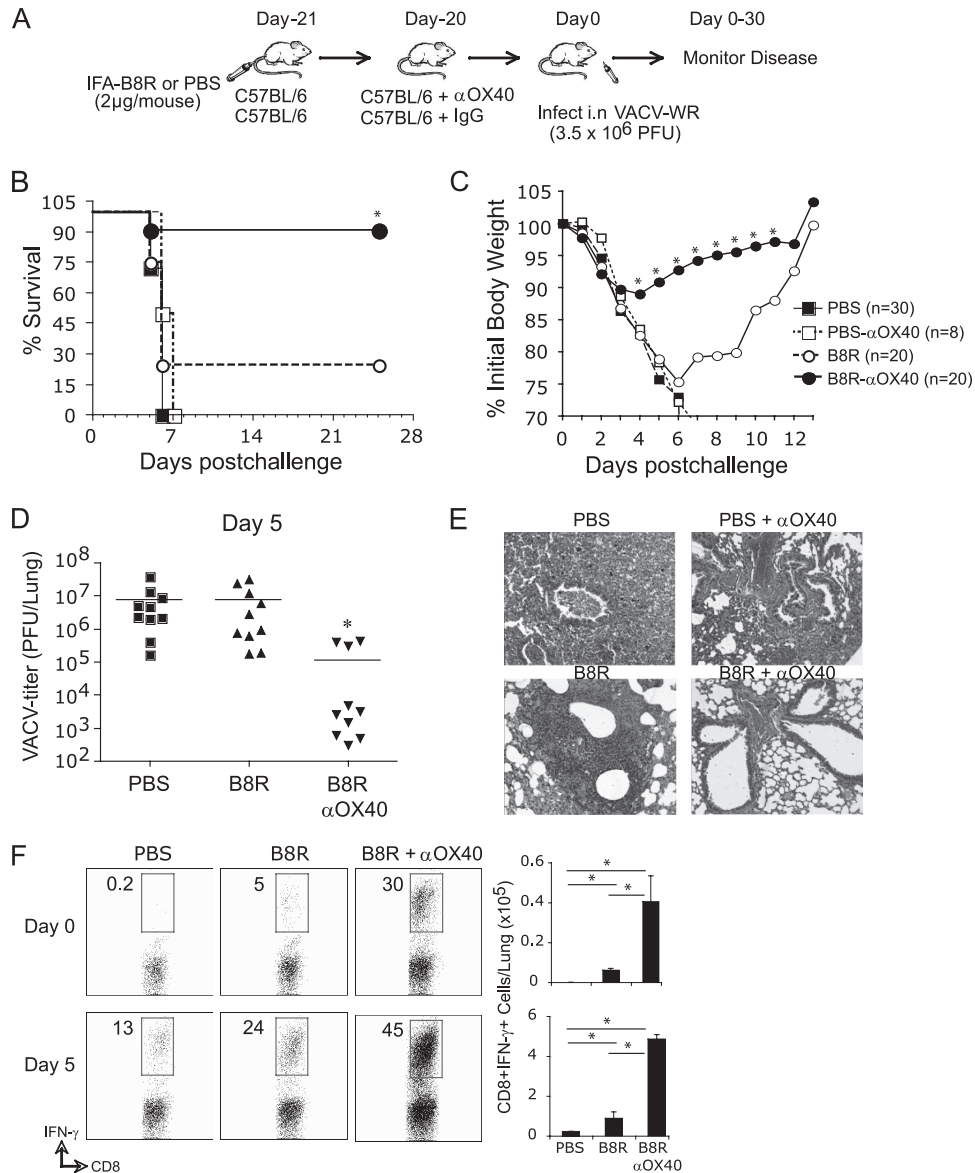 A
Day-21
Day-20
Day 0
Day 0-30
IFA-B8R or PBS
(2µg/mouse)
C57BL/6
C57BL/6
C57BL/6 + αOX40
C57BL/6 + IgG
Infect i.n VACV-WR
(3.5 x 10⁶ PFU)
Monitor Disease
B
% Survival
105
90
75
60
45
30
15
0
*
0 7 14 21 28
Days postchallenge
C
% Initial Body Weight
105
100
95
90
85
80
75
70
* * * * * * * *
0 2 4 6 8 10 12
Days postchallenge
PBS (n=30)
PBS-αOX40 (n=8)
B8R (n=20)
B8R-αOX40 (n=20)
D
Day 5
VACV-titer (PFU/Lung)
10⁸
10⁷
10⁶
10⁵
10⁴
10³
10²
*
PBS
B8R
B8R
αOX40
E
PBS
PBS + αOX40
B8R
B8R + αOX40
F
PBS
B8R
B8R + αOX40
Day 0
0.2
5
30
Day 5
13
24
45
IFN-γ
CD8
CD8+IFN-γ+ Cells/Lung (x10⁵)
0.6
0.4
0.2
0
* * *
6
4
2
0
* * *
PBS
B8R
B8R
αOX40